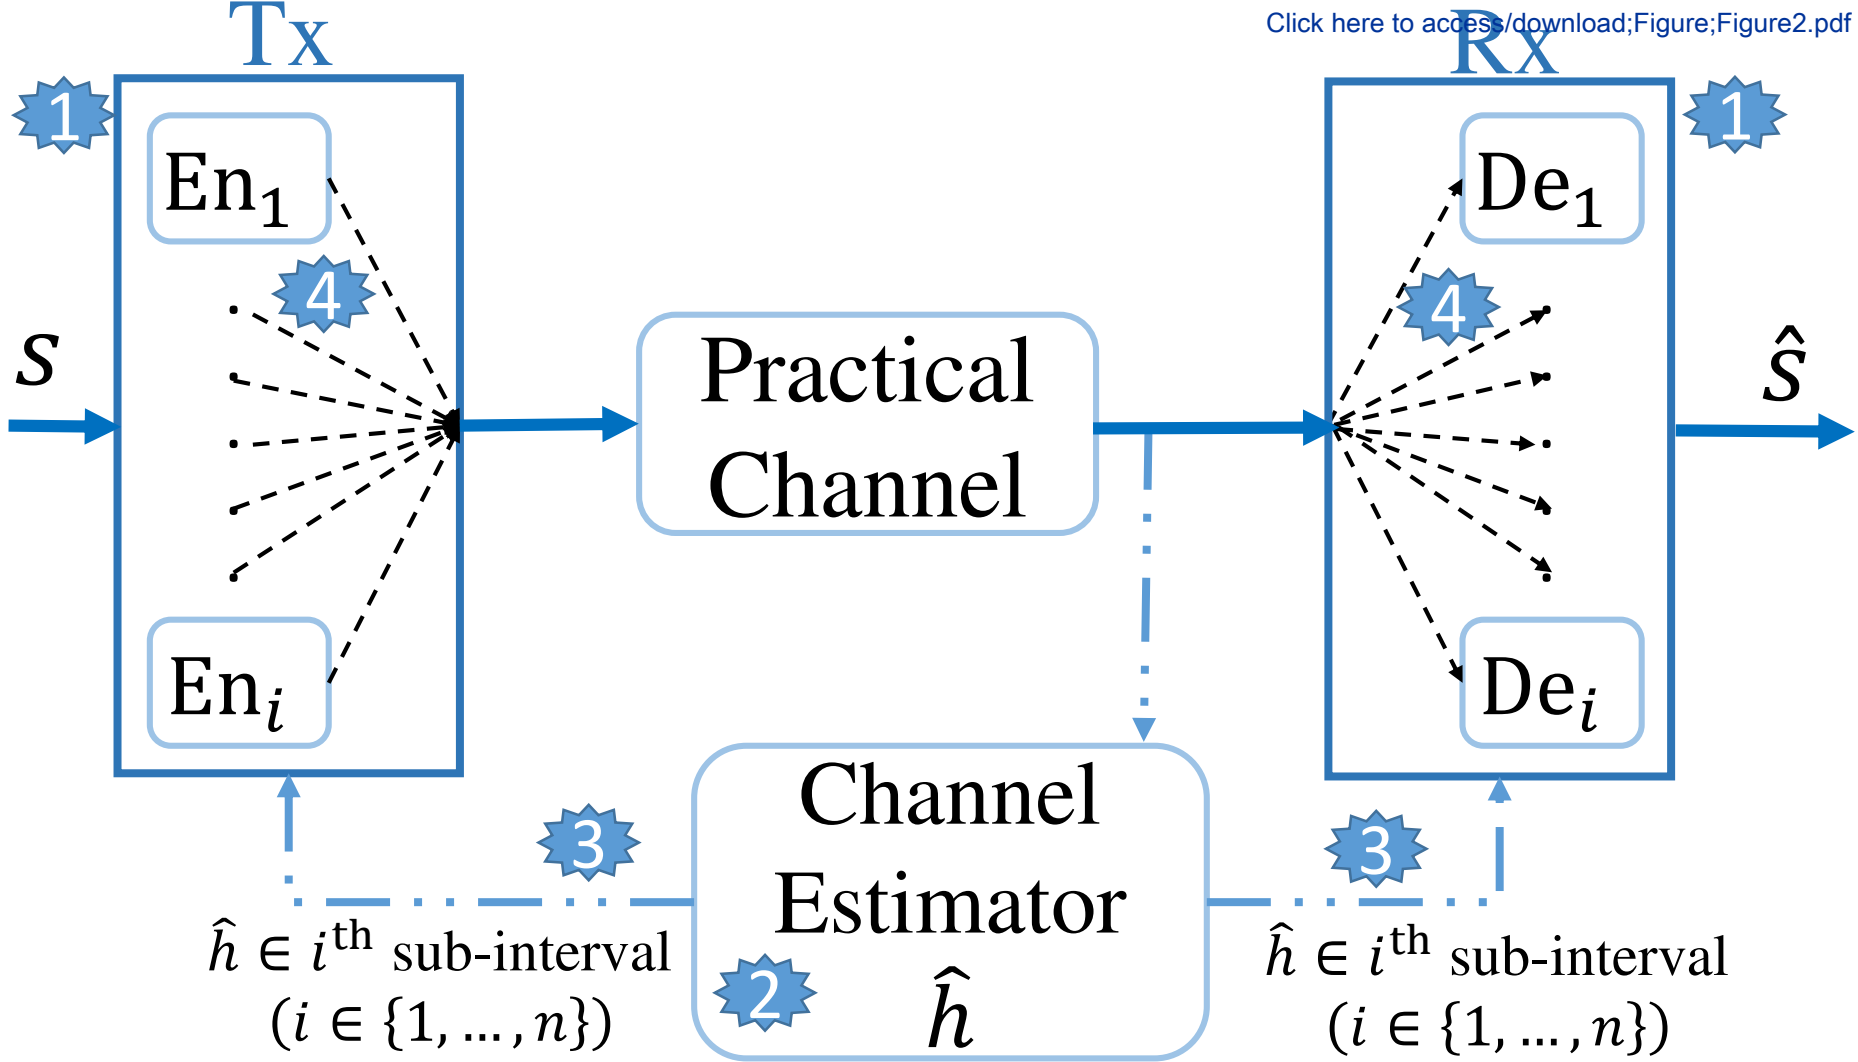 Click here to access/download;Figure;Figure2.pdf
Tx
Rx
1
1
En₁
De₁
4
4
s
ŝ
Practical
Channel
Enᵢ
Deᵢ
Channel
Estimator
ĥ
2
3
3
ĥ ∈ iᵗʰ sub-interval
(i ∈ {1, …, n})
ĥ ∈ iᵗʰ sub-interval
(i ∈ {1, …, n})